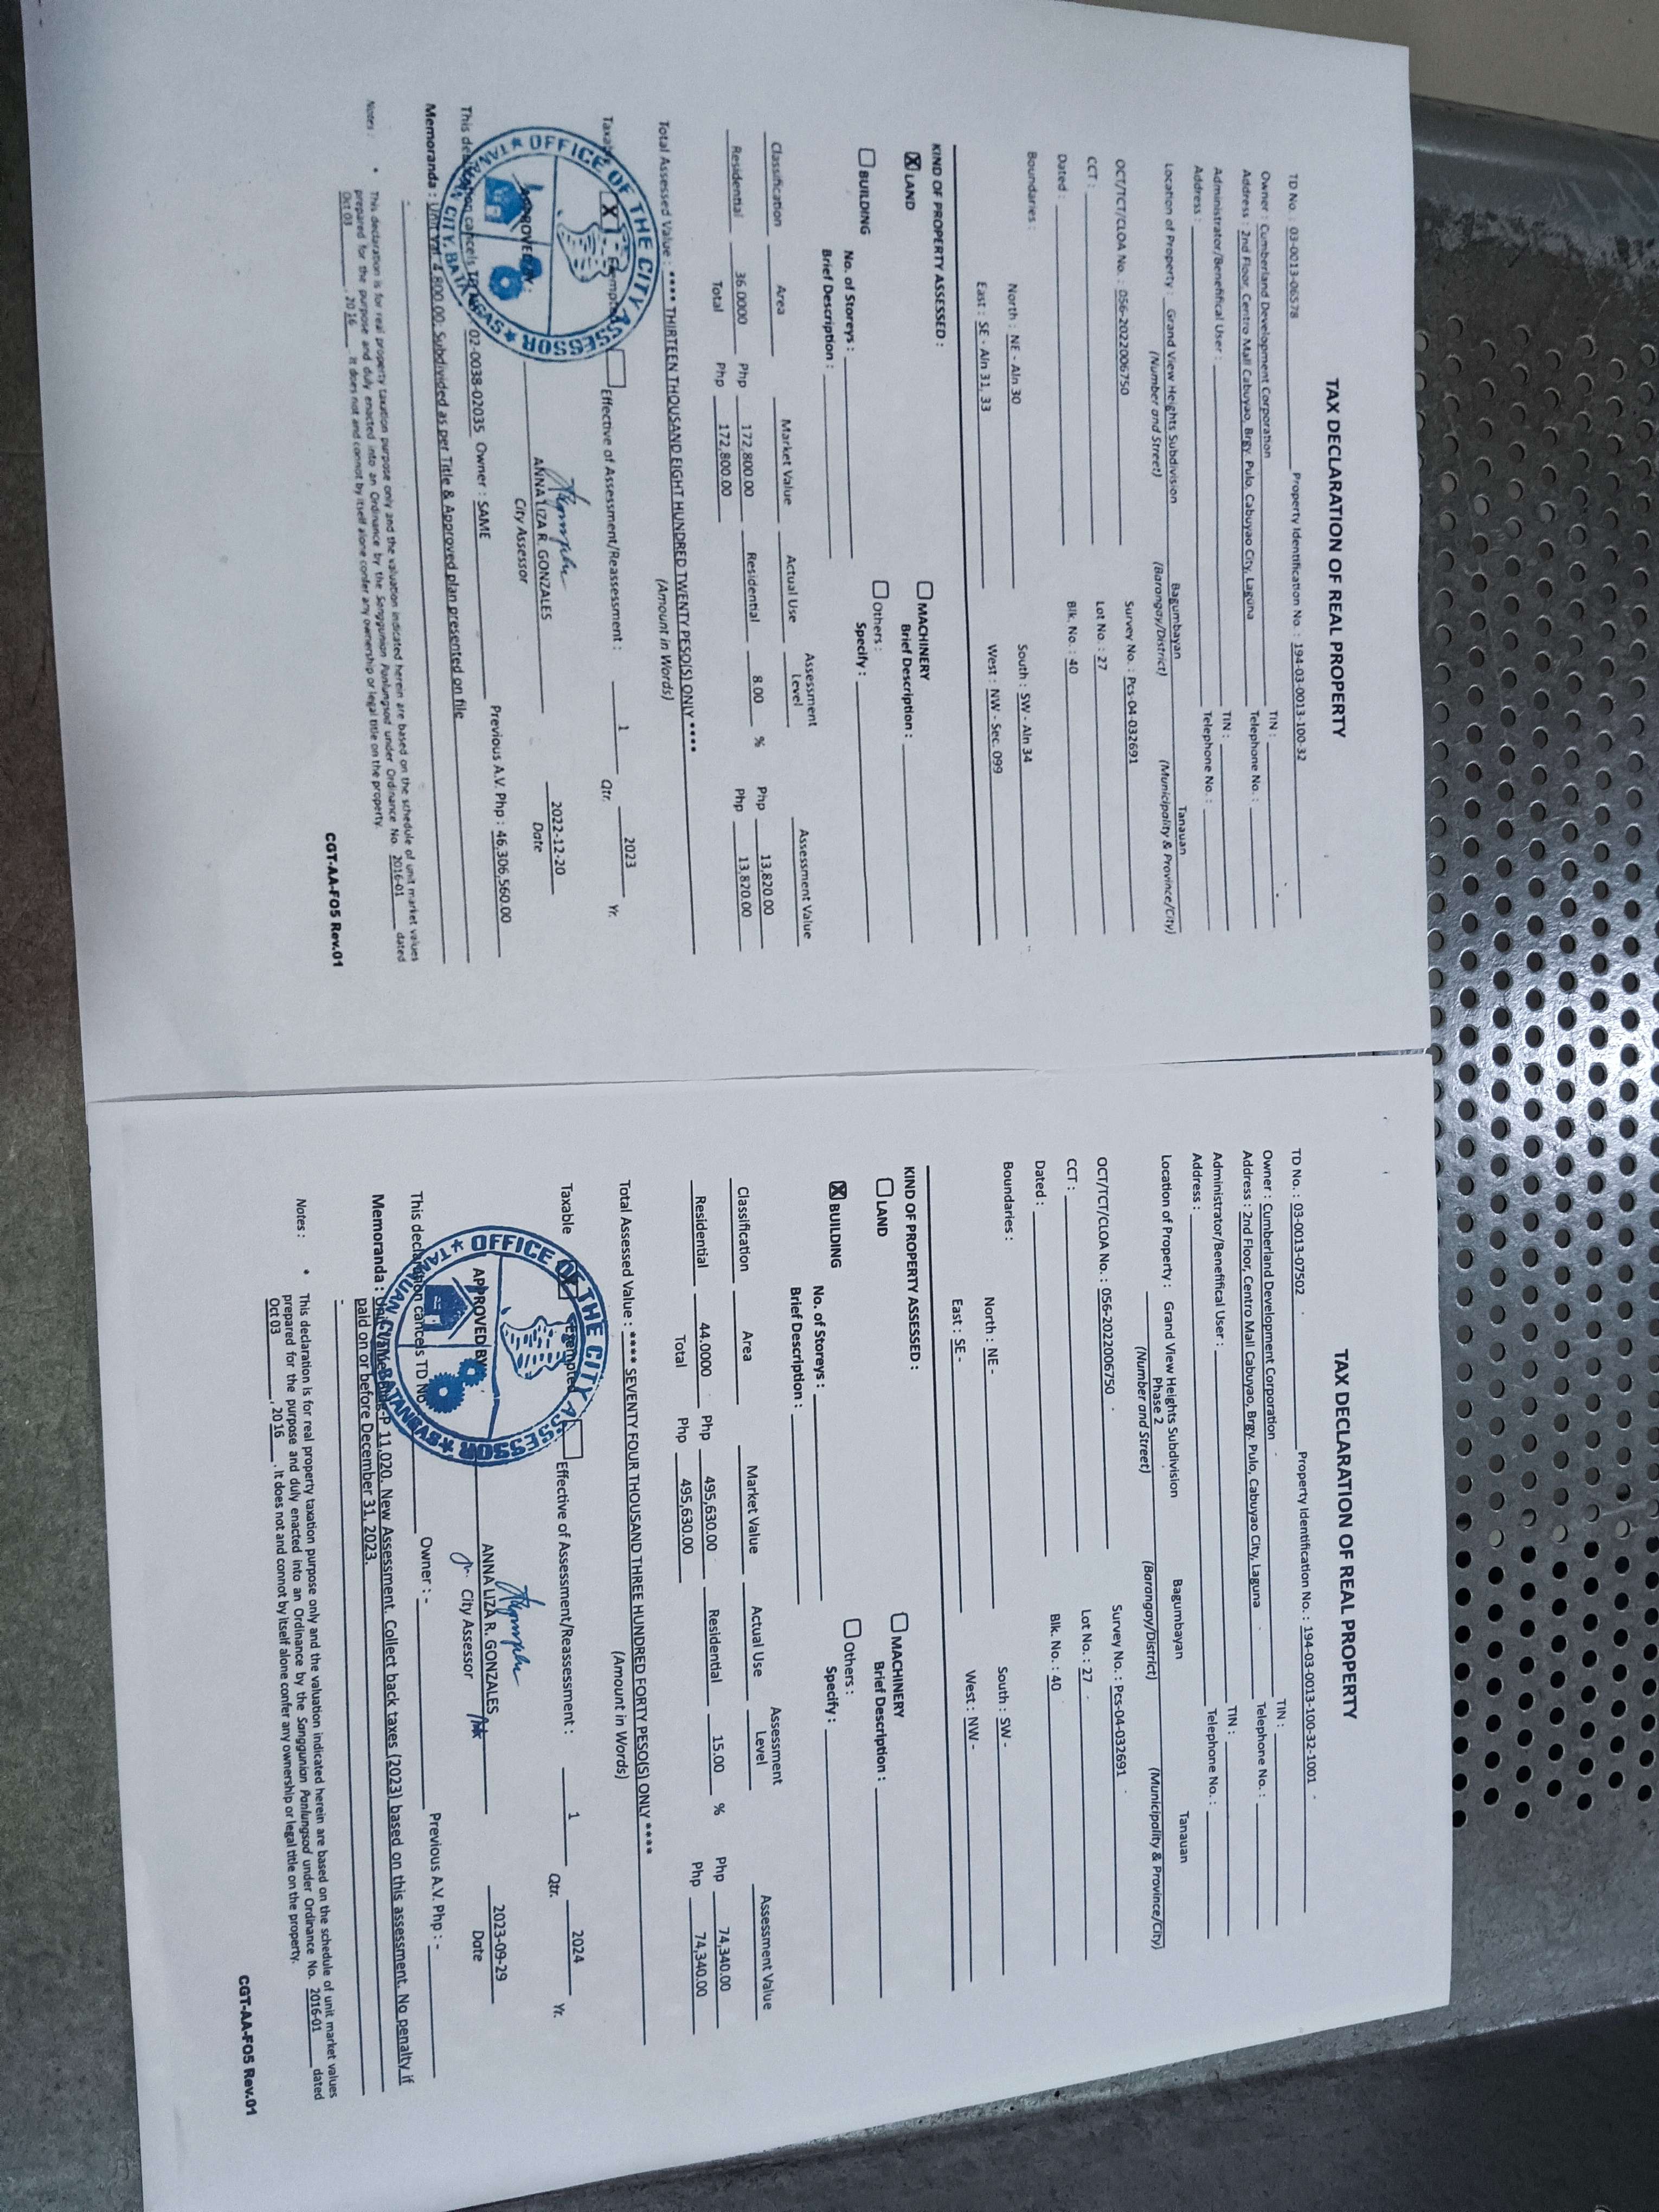 TAX DECLARATION OF REAL PROPERTY
TD No. : 03-0013-06578 Property Identification No. : 194-03-0013-100-32
Owner : Cumberland Development Corporation TIN :
Address : 2nd Floor, Centro Mall Cabuyao, Brgy. Pulo, Cabuyao City, Laguna Telephone No. :
Administrator/Benefifical User : TIN :
Address : Telephone No. :
Location of Property : Grand View Heights Subdivision Bagumbayan Tanauan
(Number and Street) (Barangay/District) (Municipality & Province/City)
OCT/TCT/CLOA No. : 056-2022006750 Survey No. : Pcs-04-032691
CCT : Lot No. : 27
Dated : Blk. No. : 40
Boundaries :
North : NE - Aln 30 South : SW - Aln 34
East : SE - Aln 31, 33 West : NW - Sec. 099
KIND OF PROPERTY ASSESSED :
X LAND MACHINERY
Brief Description :
BUILDING Others :
No. of Storeys : Specify :
Brief Description :
Classification Area Market Value Actual Use Assessment Level Assessment Value
Residential 36.0000 Php 172,800.00 Residential 8.00 % Php 13,820.00
Total Php 172,800.00 Php 13,820.00
Total Assessed Value : **** THIRTEEN THOUSAND EIGHT HUNDRED TWENTY PESO(S) ONLY ****
(Amount in Words)
Taxable X Exempted Effective of Assessment/Reassessment : 1 Qtr. 2023 Yr.
OFFICE OF THE CITY ASSESSOR
APPROVED BY :
ANNA LIZA R. GONZALES 2022-12-20
City Assessor Date
This declaration cancels 02-0038-02035 Owner : SAME Previous A.V. Php : 46,306,560.00
Memoranda : Unit Val. 4,800.00; Subdivided as per Title & Approved plan presented on file
-
Notes : • This declaration is for real property taxation purpose only and the valuation indicated herein are based on the schedule of unit market values
prepared for the purpose and duly enacted into an Ordinance by the Sanggunian Panlungsod under Ordinance No. 2016-01 dated
Oct 03, 2016. It does not and connot by itself alone confer any ownership or legal title on the property.
CGT-AA-FO5 Rev.01
TAX DECLARATION OF REAL PROPERTY
TD No. : 03-0013-07502 Property Identification No. : 194-03-0013-100-32-1001
Owner : Cumberland Development Corporation TIN :
Address : 2nd Floor, Centro Mall Cabuyao, Brgy. Pulo, Cabuyao City, Laguna Telephone No. :
Administrator/Benefifical User : TIN :
Address : Telephone No. :
Location of Property : Grand View Heights Subdivision Bagumbayan Tanauan
Phase 2
(Number and Street) (Barangay/District) (Municipality & Province/City)
OCT/TCT/CLOA No. : 056-2022006750 Survey No. : Pcs-04-032691
CCT : Lot No. : 27
Dated : Blk. No. : 40
Boundaries :
North : NE - South : SW -
East : SE - West : NW -
KIND OF PROPERTY ASSESSED :
LAND MACHINERY
Brief Description :
X BUILDING Others :
No. of Storeys : Specify :
Brief Description :
Classification Area Market Value Actual Use Assessment Level Assessment Value
Residential 44.0000 Php 495,630.00 Residential 15.00 % Php 74,340.00
Total Php 495,630.00 Php 74,340.00
Total Assessed Value : **** SEVENTY FOUR THOUSAND THREE HUNDRED FORTY PESO(S) ONLY ****
(Amount in Words)
Taxable X Exempted Effective of Assessment/Reassessment : 1 Qtr. 2024 Yr.
OFFICE OF THE CITY ASSESSOR
APPROVED BY
ANNA LIZA R. GONZALES 2023-09-29
City Assessor Date
This declaration cancels TD No Owner : - Previous A.V. Php : -
Memoranda : 11,020. New Assessment. Collect back taxes (2023) based on this assessment. No penalty if
paid on or before December 31, 2023.
-
Notes : • This declaration is for real property taxation purpose only and the valuation indicated herein are based on the schedule of unit market values
prepared for the purpose and duly enacted into an Ordinance by the Sanggunian Panlungsod under Ordinance No. 2016-01 dated
Oct 03, 2016. It does not and connot by itself alone confer any ownership or legal title on the property.
CGT-AA-FO5 Rev.01